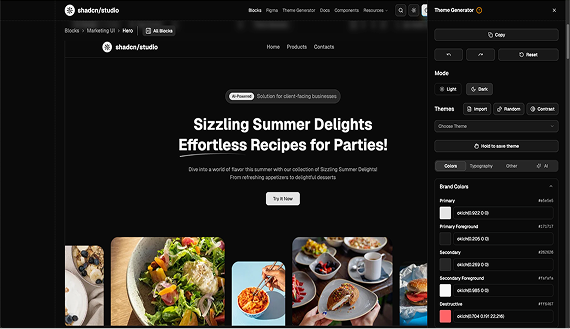 shadcn/studio
Blocks Figma Theme Generator Docs Components Resources
Blocks > Marketing UI > Hero
All Blocks
shadcn/studio
Home Products Contacts
AI-Powered Solution for client-facing businesses
Sizzling Summer Delights
Effortless Recipes for Parties!
Dive into a world of flavor this summer with our collection of Sizzling Summer Delights!
From refreshing appetizers to delightful desserts
Try It Now
Theme Generator
Copy
Reset
Mode
Light Dark
Themes Import Random Contrast
Choose Theme
Hold to save theme
Colors Typography Other AI
Brand Colors
Primary #e5e5e5
oklch(0.922 0 0)
Primary Foreground #171717
oklch(0.205 0 0)
Secondary #262626
oklch(0.269 0 0)
Secondary Foreground #fafafa
oklch(0.985 0 0)
Destructive #ff6467
oklch(0.704 0.191 22.216)